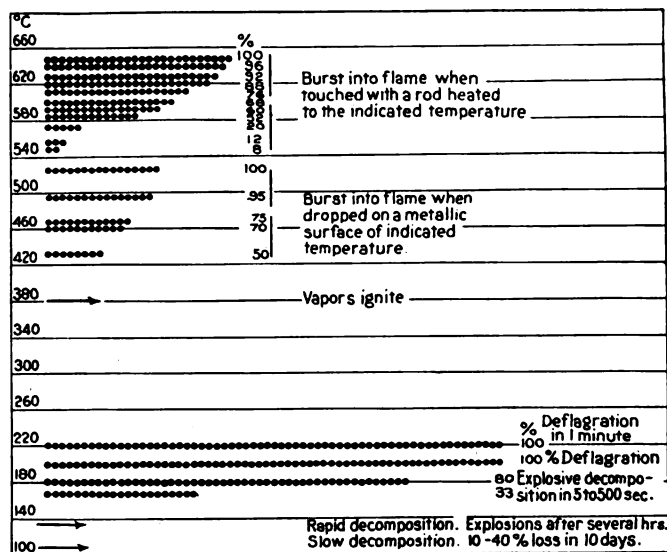 °C
660
%
100
96
620
Burst into flame when
touched with a rod heated
to the indicated temperature
580
12
8
540
100
500
95
Burst into flame when
dropped on a metallic
surface of indicated
temperature.
75
70
460
50
420
380
Vapors ignite
340
300
260
% Deflagration
in 1 minute
220
100
100 % Deflagration
180
80 Explosive decompo-
33 sition in 5 to 500 sec.
140
Rapid decomposition. Explosions after several hrs.
Slow decomposition. 10-40 % loss in 10 days.
100